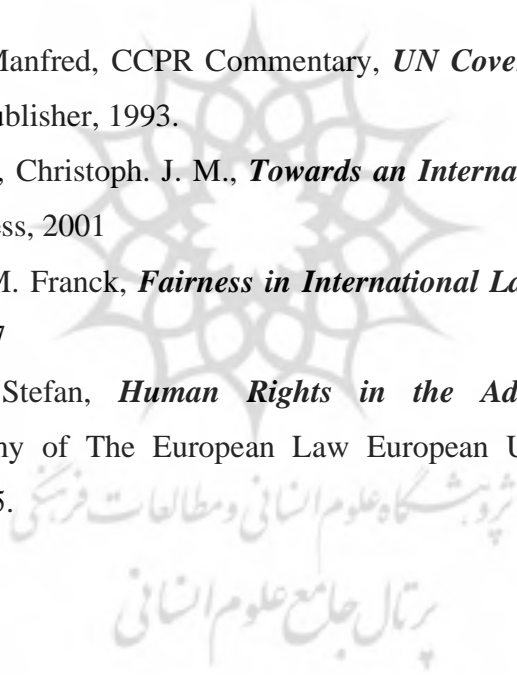 Manfred, CCPR Commentary, UN Cove
ublisher, 1993.
, Christoph. J. M., Towards an Interna
ess, 2001
M. Franck, Fairness in International La
7
Stefan, Human Rights in the Ad
ny of The European Law European U
5.
پژوهشگاه علوم انسانی و مطالعات فرهنگی
پرتال جامع علوم انسانی